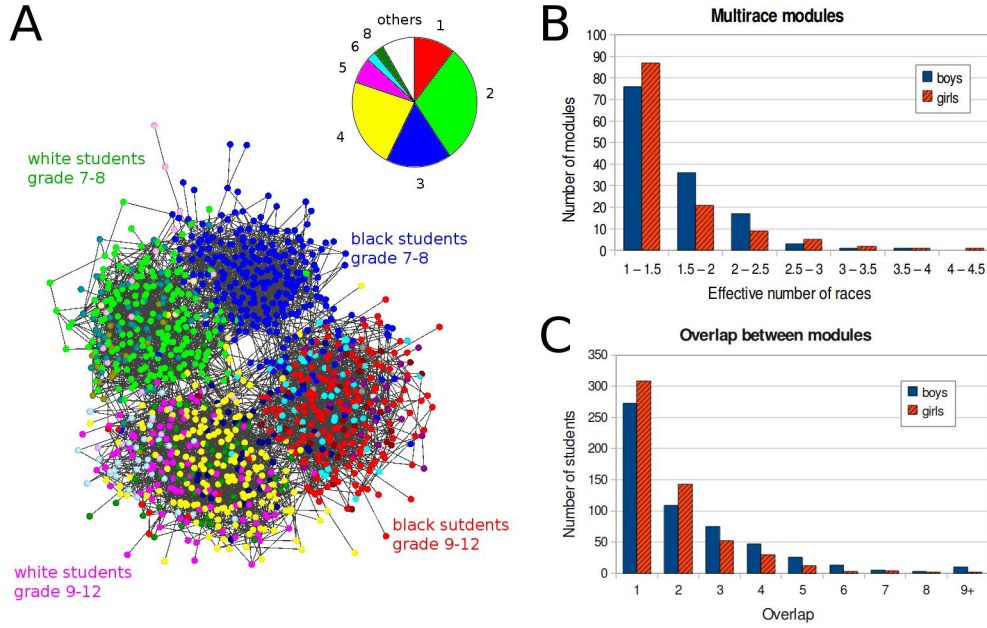 A
others
1
2
3
4
5
6
8
white students
grade 7-8
black students
grade 7-8
black sutdents
grade 9-12
white students
grade 9-12
B
Multirace modules
Number of modules
100
90
80
70
60
50
40
30
20
10
0
boys
girls
1 – 1.5
1.5 – 2
2 – 2.5
2.5 – 3
3 – 3.5
3.5 – 4
4 – 4.5
Effective number of races
C
Overlap between modules
Number of students
350
300
250
200
150
100
50
0
boys
girls
1
2
3
4
5
6
7
8
9+
Overlap